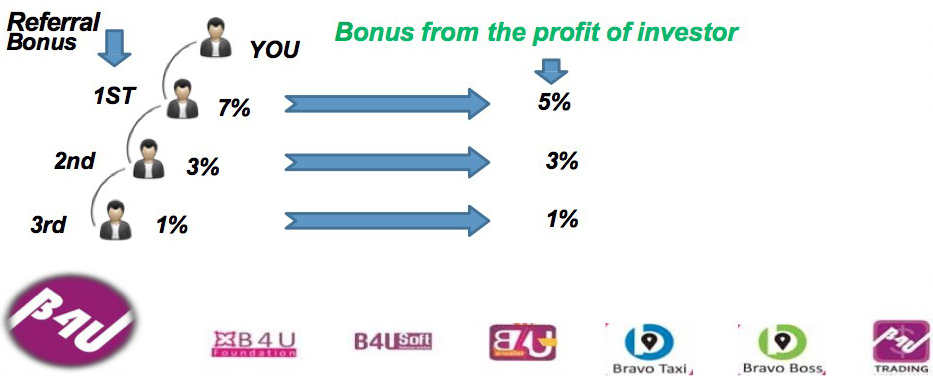 Referral
Bonus
YOU
Bonus from the profit of investor
1ST
7%
5%
2nd
3%
3%
3rd
1%
1%
B4U
B4U
Foundation
B4U Soft
B4U
Bravo Taxi
Bravo Boss
B4U
TRADING